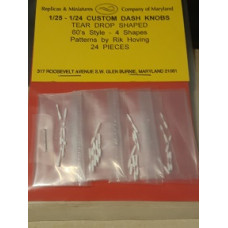 Replicas & Miniatures Company of Maryland
1/25 - 1/24 CUSTOM DASH KNOBS
TEAR DROP SHAPED
60's Style - 4 Shapes
Patterns by Rik Hoving
24 PIECES
317 ROOSEVELT AVENUE S.W. GLEN BURNIE, MARYLAND 21061